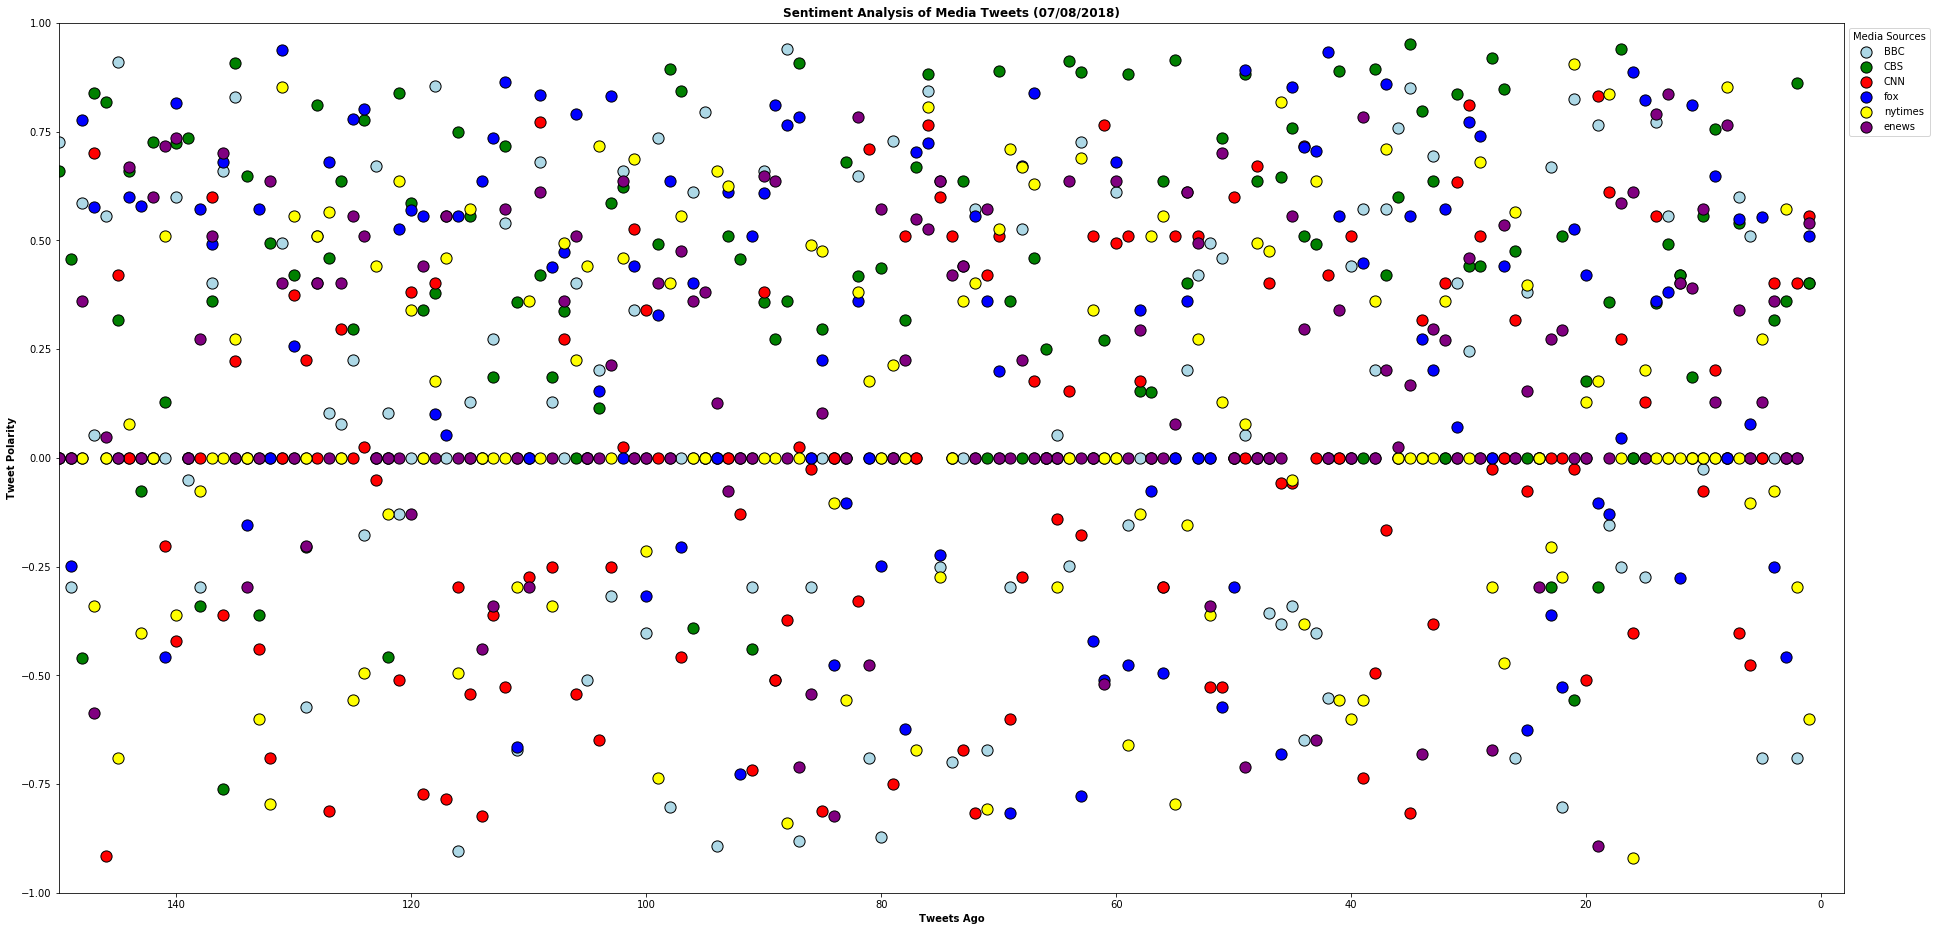 Sentiment Analysis of Media Tweets (07/08/2018)
Media Sources
BBC
CBS
CNN
fox
nytimes
enews
Tweet Polarity
1.00
0.75
0.50
0.25
0.00
−0.25
−0.50
−0.75
−1.00
140 120 100 80 60 40 20 0
Tweets Ago